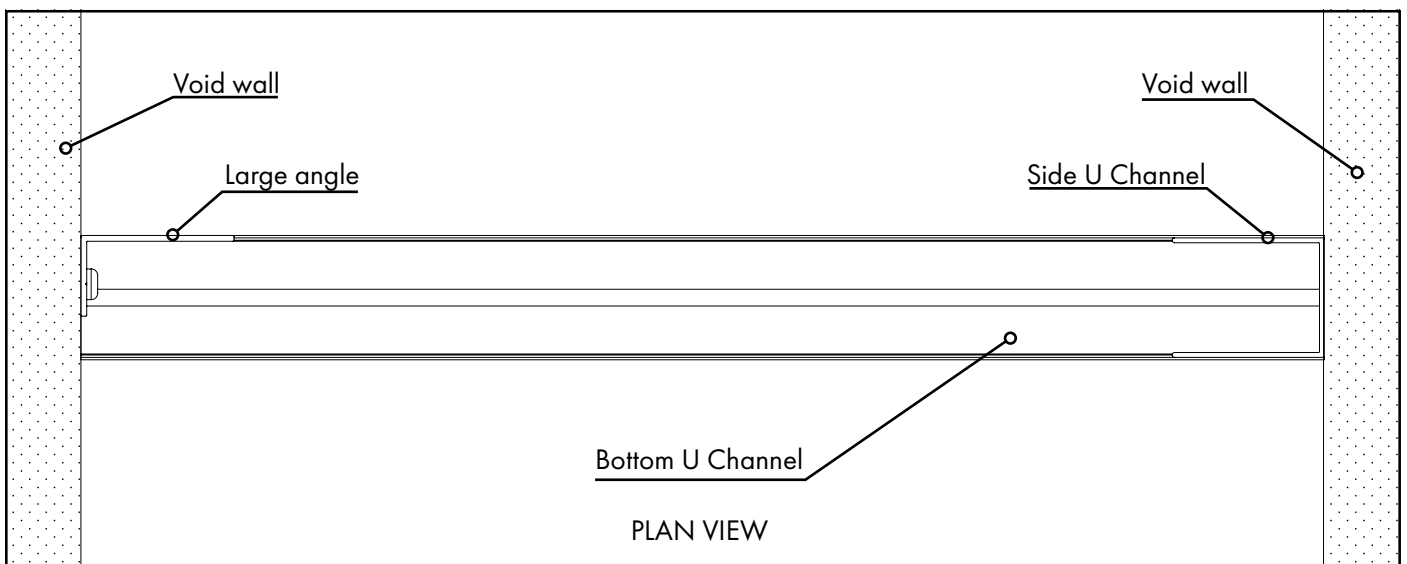 Void wall
Void wall
Large angle
Side U Channel
Bottom U Channel
PLAN VIEW